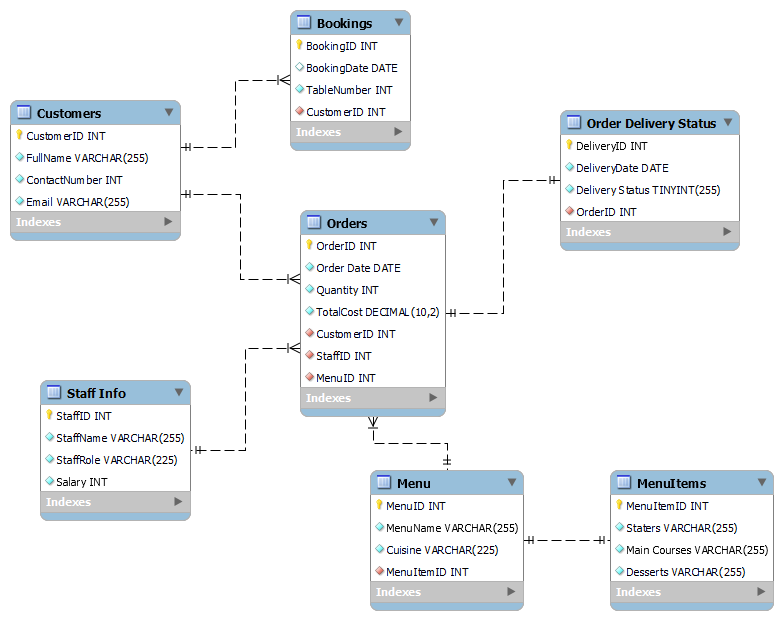 Bookings
BookingID INT
BookingDate DATE
TableNumber INT
CustomerID INT
Indexes
Customers
CustomerID INT
FullName VARCHAR(255)
ContactNumber INT
Email VARCHAR(255)
Indexes
Order Delivery Status
DeliveryID INT
DeliveryDate DATE
Delivery Status TINYINT(255)
OrderID INT
Indexes
Orders
OrderID INT
Order Date DATE
Quantity INT
TotalCost DECIMAL(10,2)
CustomerID INT
StaffID INT
MenuID INT
Indexes
Staff Info
StaffID INT
StaffName VARCHAR(255)
StaffRole VARCHAR(225)
Salary INT
Indexes
Menu
MenuID INT
MenuName VARCHAR(255)
Cuisine VARCHAR(225)
MenuItemID INT
Indexes
MenuItems
MenuItemID INT
Staters VARCHAR(255)
Main Courses VARCHAR(255)
Desserts VARCHAR(255)
Indexes